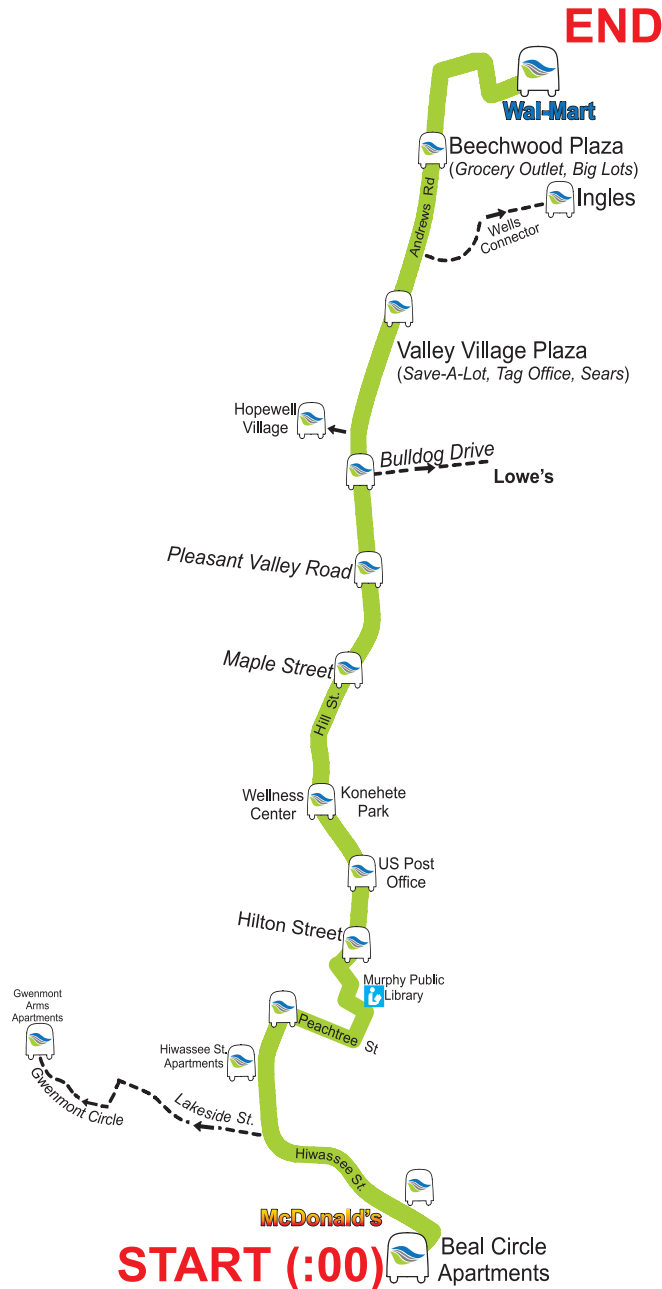 END
Wal-Mart
Beechwood Plaza
(Grocery Outlet, Big Lots)
Andrews Rd
Ingles
Wells
Connector
Valley Village Plaza
(Save-A-Lot, Tag Office, Sears)
Hopewell
Village
Bulldog Drive
Lowe's
Pleasant Valley Road
Maple Street
Hill St.
Wellness
Center
Konehete
Park
US Post
Office
Hilton Street
Murphy Public
Library
Gwenmont
Arms
Apartments
Peachtree St
Hiwassee St.
Apartments
Gwenmont Circle
Lakeside St.
Hiwassee St.
McDonald's
START (:00)
Beal Circle
Apartments